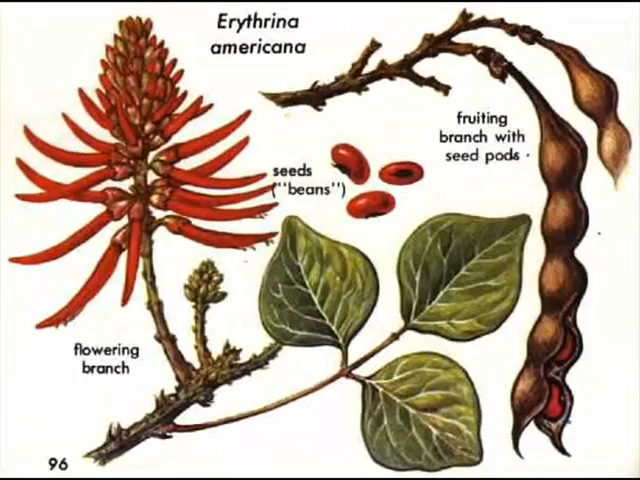 Erythrina
americana
fruiting
branch with
seed pods
seeds
("beans")
flowering
branch
96